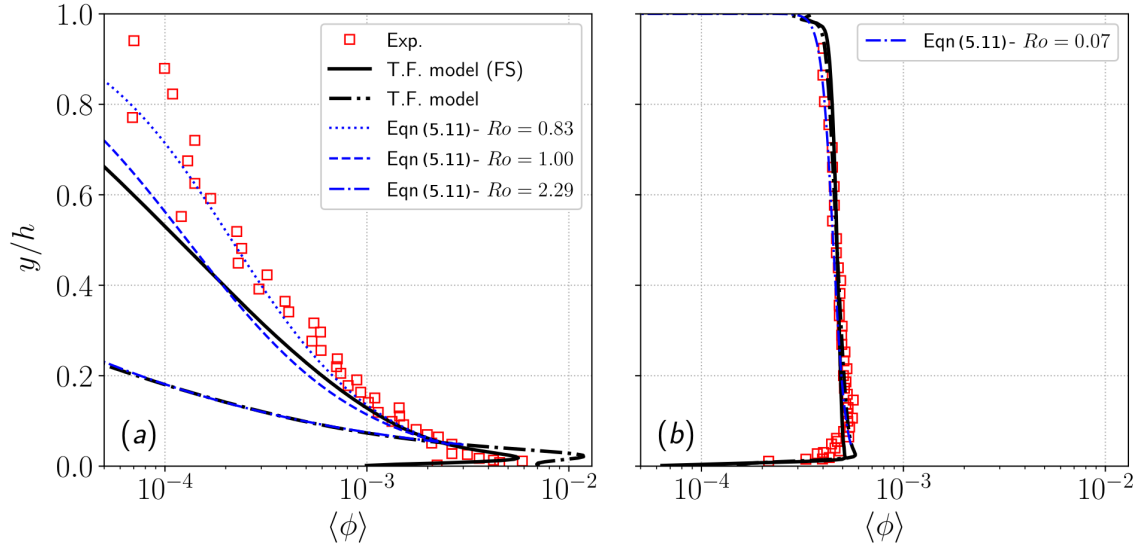 1.0
0.8
0.6
0.4
0.2
0.0
y/h
Exp.
T.F. model (FS)
T.F. model
Eqn (5.11)- Ro = 0.83
Eqn (5.11)- Ro = 1.00
Eqn (5.11)- Ro = 2.29
(a)
10⁻⁴
10⁻³
10⁻²
⟨ϕ⟩
Eqn (5.11)- Ro = 0.07
(b)
10⁻⁴
10⁻³
10⁻²
⟨ϕ⟩